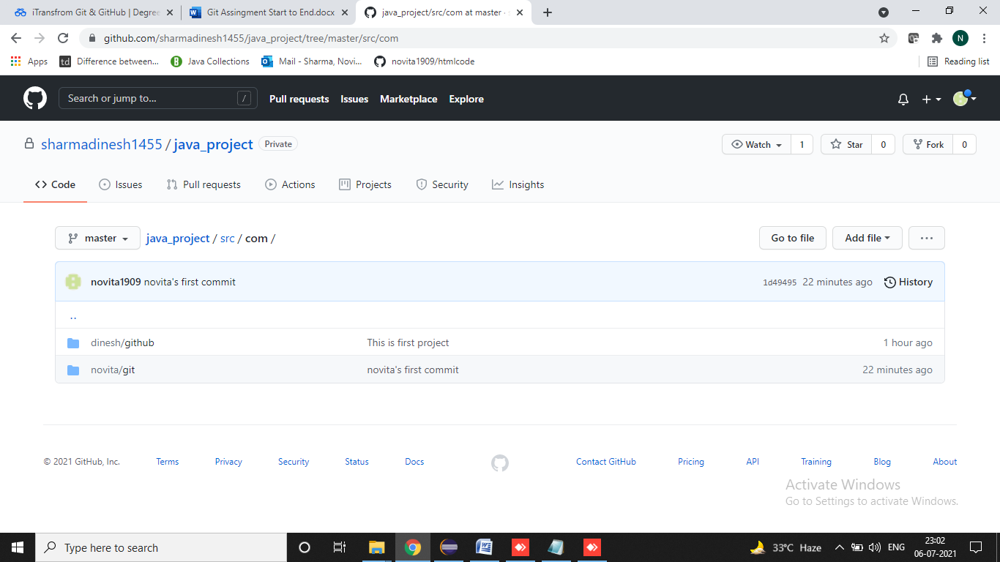 iTransfrom Git & GitHub | Degree
Git Assingment Start to End.docx
java_project/src/com at master ·
github.com/sharmadinesh1455/java_project/tree/master/src/com
N
Apps
td
Difference between...
Java Collections
Mail - Sharma, Novi...
novita1909/htmlcode
Reading list
Search or jump to...
/
Pull requests
Issues
Marketplace
Explore
sharmadinesh1455 / java_project
Private
Watch
1
Star
0
Fork
0
Code
Issues
Pull requests
Actions
Projects
Security
Insights
master
java_project / src / com /
Go to file
Add file
...
novita1909 novita's first commit
1d49495
22 minutes ago
History
..
dinesh/github
This is first project
1 hour ago
novita/git
novita's first commit
22 minutes ago
© 2021 GitHub, Inc.
Terms
Privacy
Security
Status
Docs
Contact GitHub
Pricing
API
Training
Blog
About
Activate Windows
Go to Settings to activate Windows.
Type here to search
33°C Haze
ENG
23:02
06-07-2021